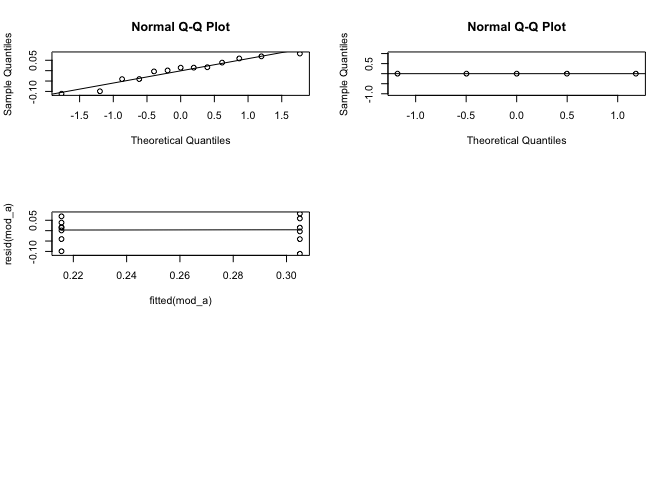 Normal Q-Q Plot
Sample Quantiles
0.05
-0.10
-1.5 -1.0 -0.5 0.0 0.5 1.0 1.5
Theoretical Quantiles
Normal Q-Q Plot
Sample Quantiles
0.5
-1.0
-1.0 -0.5 0.0 0.5 1.0
Theoretical Quantiles
resid(mod_a)
0.05
-0.10
0.22 0.24 0.26 0.28 0.30
fitted(mod_a)